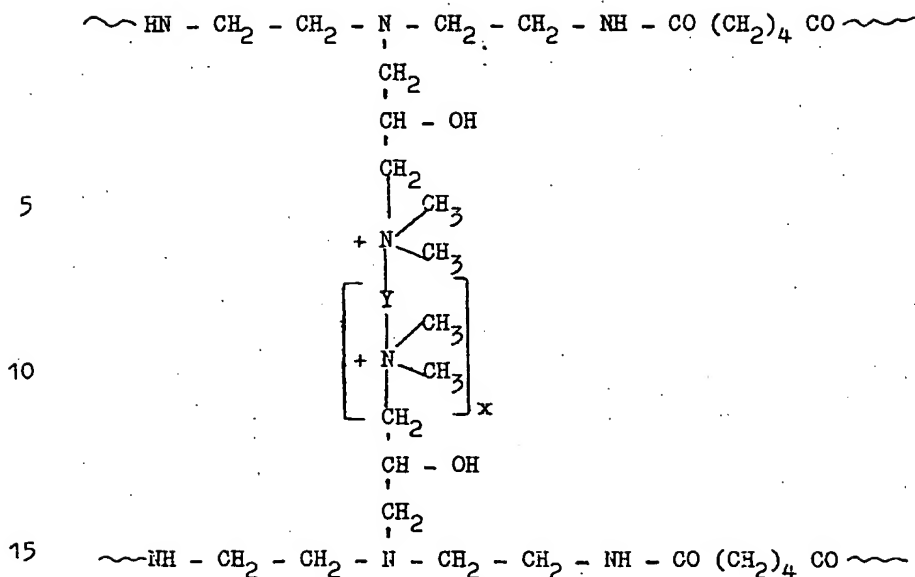 ~~ HN - CH2 - CH2 - N - CH2 - CH2 - NH - CO (CH2)4 CO ~~
CH2
CH - OH
CH2
5
CH3
+ N
CH3
Y
CH3
10
+ N
CH3
x
CH2
CH - OH
CH2
15
~~ NH - CH2 - CH2 - N - CH2 - CH2 - NH - CO (CH2)4 CO ~~